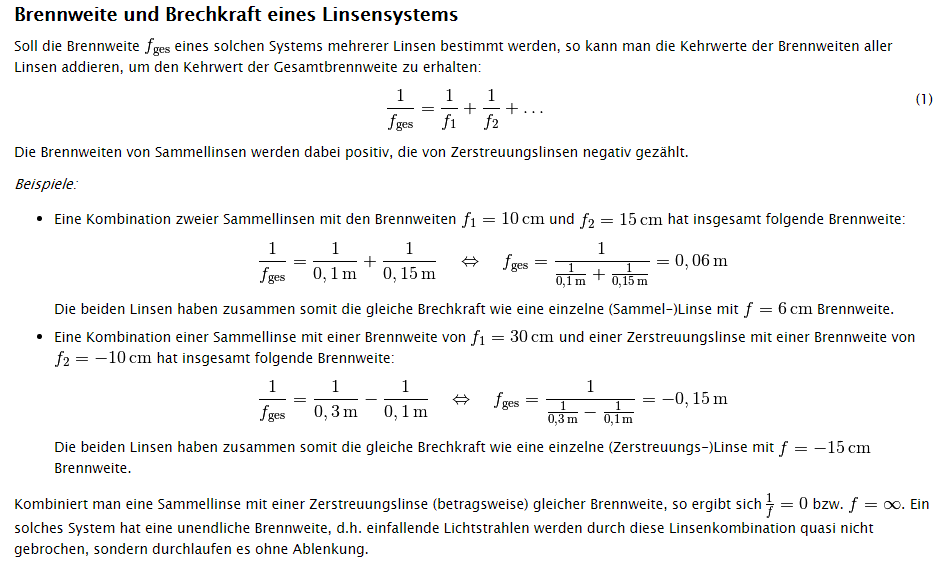 Brennweite und Brechkraft eines Linsensystems
Soll die Brennweite f_ges eines solchen Systems mehrerer Linsen bestimmt werden, so kann man die Kehrwerte der Brennweiten aller
Linsen addieren, um den Kehrwert der Gesamtbrennweite zu erhalten:
1/f_ges = 1/f_1 + 1/f_2 + … (1)
Die Brennweiten von Sammellinsen werden dabei positiv, die von Zerstreuungslinsen negativ gezählt.
Beispiele:
• Eine Kombination zweier Sammellinsen mit den Brennweiten f_1 = 10 cm und f_2 = 15 cm hat insgesamt folgende Brennweite:
1/f_ges = 1/(0,1 m) + 1/(0,15 m) ⇔ f_ges = 1/(1/(0,1 m) + 1/(0,15 m)) = 0,06 m
Die beiden Linsen haben zusammen somit die gleiche Brechkraft wie eine einzelne (Sammel-)Linse mit f = 6 cm Brennweite.
• Eine Kombination einer Sammellinse mit einer Brennweite von f_1 = 30 cm und einer Zerstreuungslinse mit einer Brennweite von
f_2 = −10 cm hat insgesamt folgende Brennweite:
1/f_ges = 1/(0,3 m) − 1/(0,1 m) ⇔ f_ges = 1/(1/(0,3 m) − 1/(0,1 m)) = −0,15 m
Die beiden Linsen haben zusammen somit die gleiche Brechkraft wie eine einzelne (Zerstreuungs-)Linse mit f = −15 cm
Brennweite.
Kombiniert man eine Sammellinse mit einer Zerstreuungslinse (betragsweise) gleicher Brennweite, so ergibt sich 1/f = 0 bzw. f = ∞. Ein
solches System hat eine unendliche Brennweite, d.h. einfallende Lichtstrahlen werden durch diese Linsenkombination quasi nicht
gebrochen, sondern durchlaufen es ohne Ablenkung.